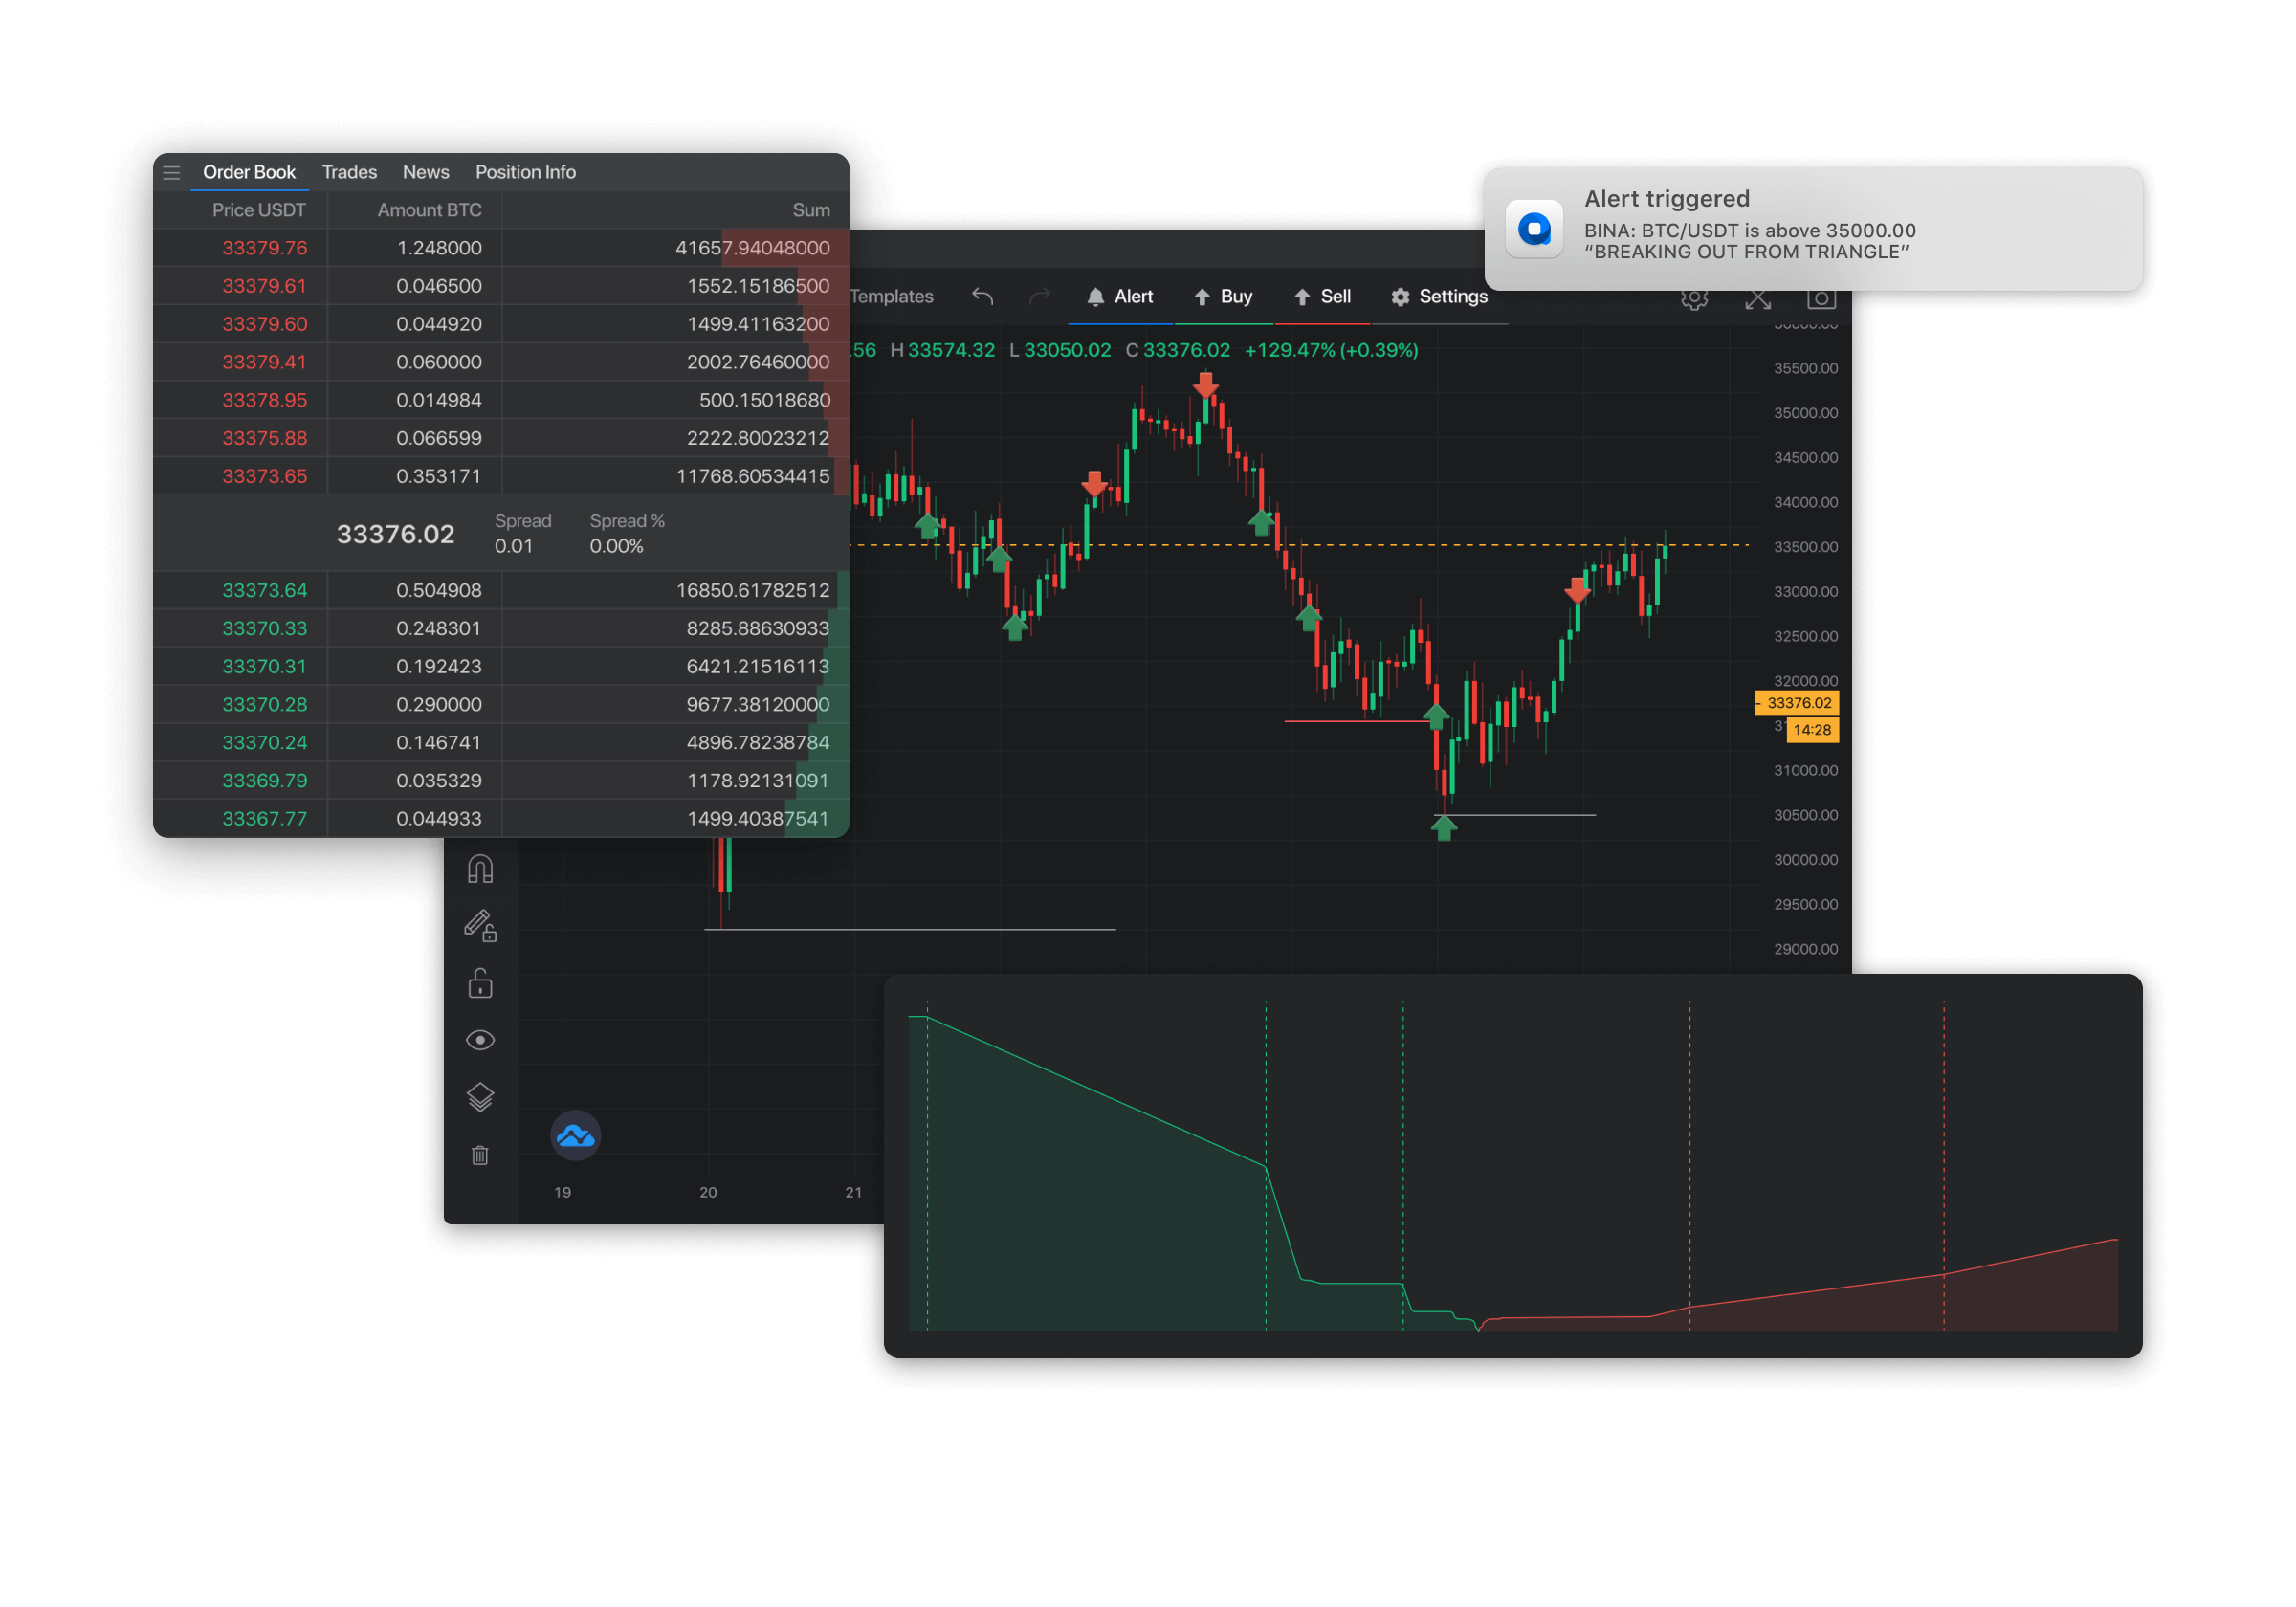 Order Book Trades News Position Info
Price USDT Amount BTC Sum
33379.76 1.248000 41657.94048000
33379.61 0.046500 1552.15186500
33379.60 0.044920 1499.41163200
33379.41 0.060000 2002.76460000
33378.95 0.014984 500.15018680
33375.88 0.066599 2222.80023212
33373.65 0.353171 11768.60534415
33376.02
Spread
0.01
Spread %
0.00%
33373.64 0.504908 16850.61782512
33370.33 0.248301 8285.88630933
33370.31 0.192423 6421.21516113
33370.28 0.290000 9677.38120000
33370.24 0.146741 4896.78238784
33369.79 0.035329 1178.92131091
33367.77 0.044933 1499.40387541
Alert triggered
BINA: BTC/USDT is above 35000.00
“BREAKING OUT FROM TRIANGLE”
Templates Alert Buy Sell Settings
.56 H 33574.32 L 33050.02 C 33376.02 +129.47% (+0.39%)
35500.00
35000.00
34500.00
34000.00
33500.00
33000.00
32500.00
32000.00
33376.02
14:28
31000.00
30500.00
30000.00
29500.00
29000.00
19 20 21